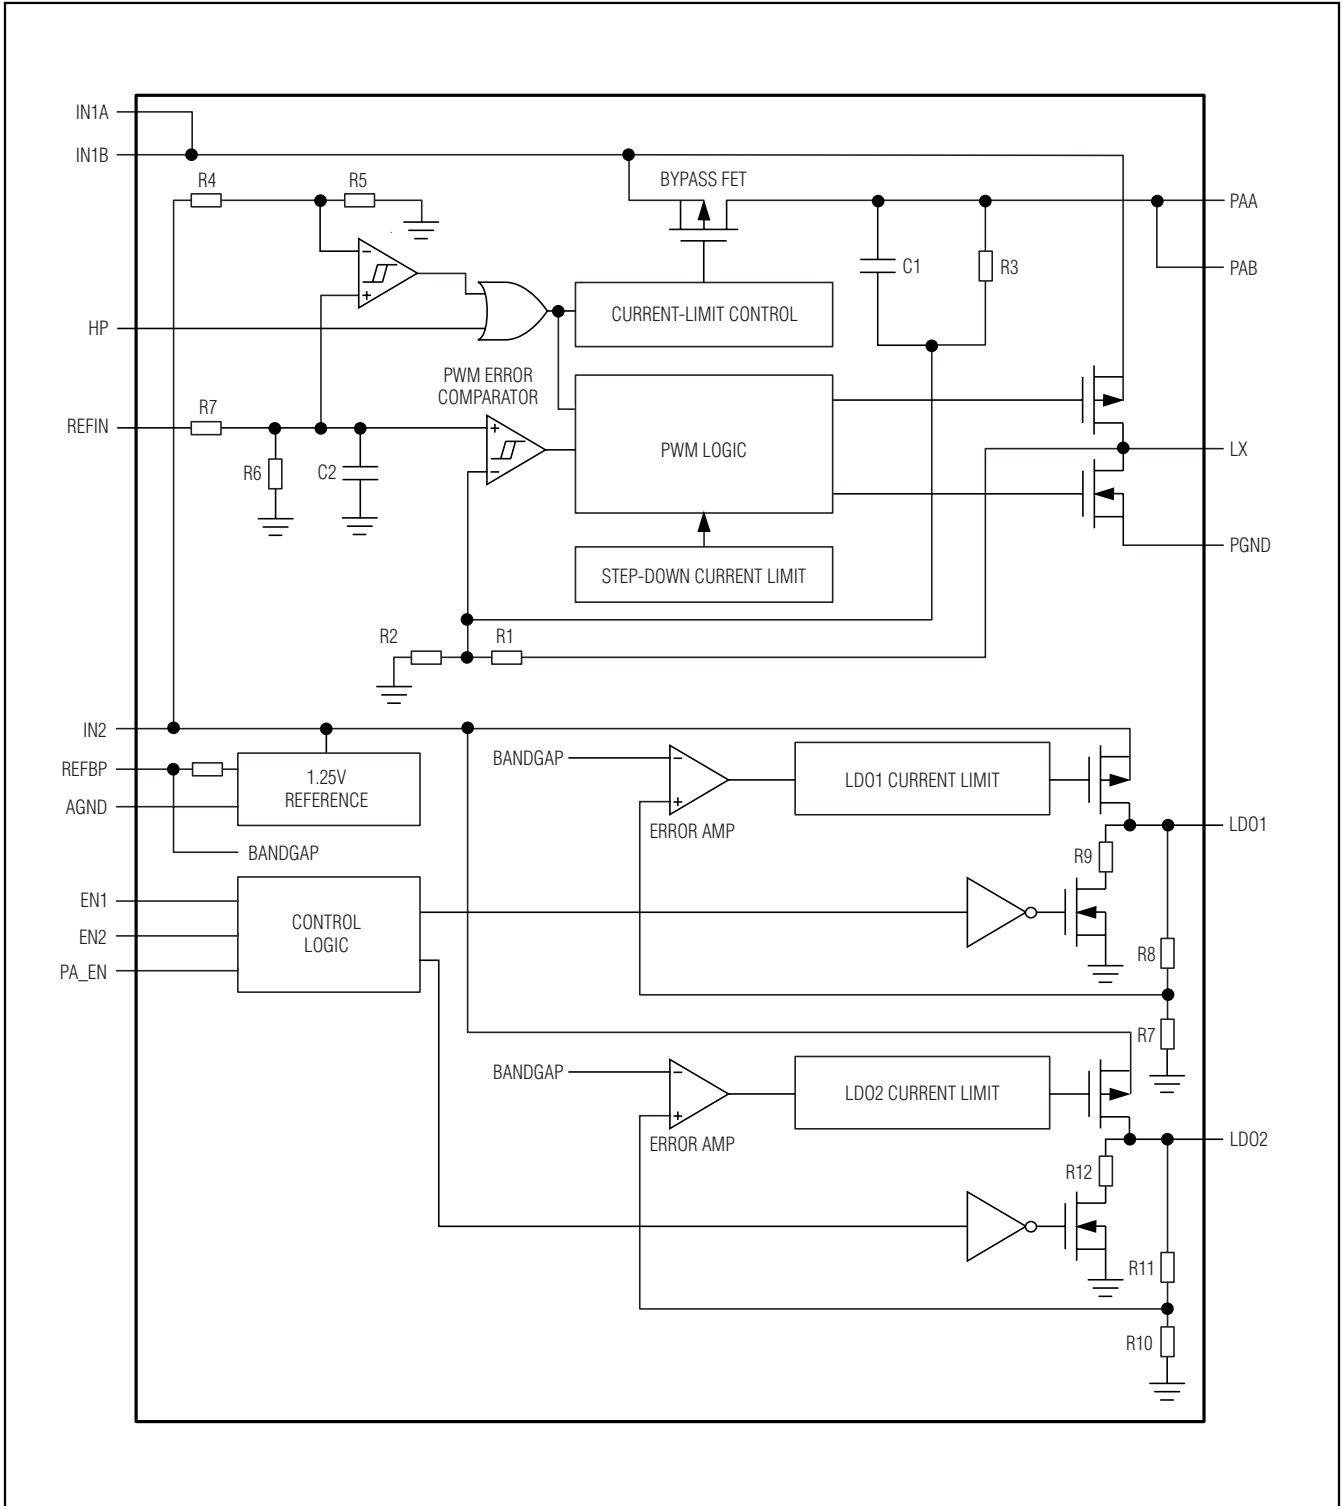 IN1A
IN1B
R4
R5
BYPASS FET
PAA
C1
R3
PAB
−
+
CURRENT-LIMIT CONTROL
HP
PWM ERROR
COMPARATOR
R7
REFIN
+
−
PWM LOGIC
LX
R6
C2
PGND
STEP-DOWN CURRENT LIMIT
R2
R1
IN2
BANDGAP
−
+
LDO1 CURRENT LIMIT
REFBP
1.25V
REFERENCE
AGND
LDO1
ERROR AMP
BANDGAP
R9
EN1
CONTROL
LOGIC
EN2
R8
PA_EN
R7
BANDGAP
−
+
LDO2 CURRENT LIMIT
ERROR AMP
LDO2
R12
R11
R10